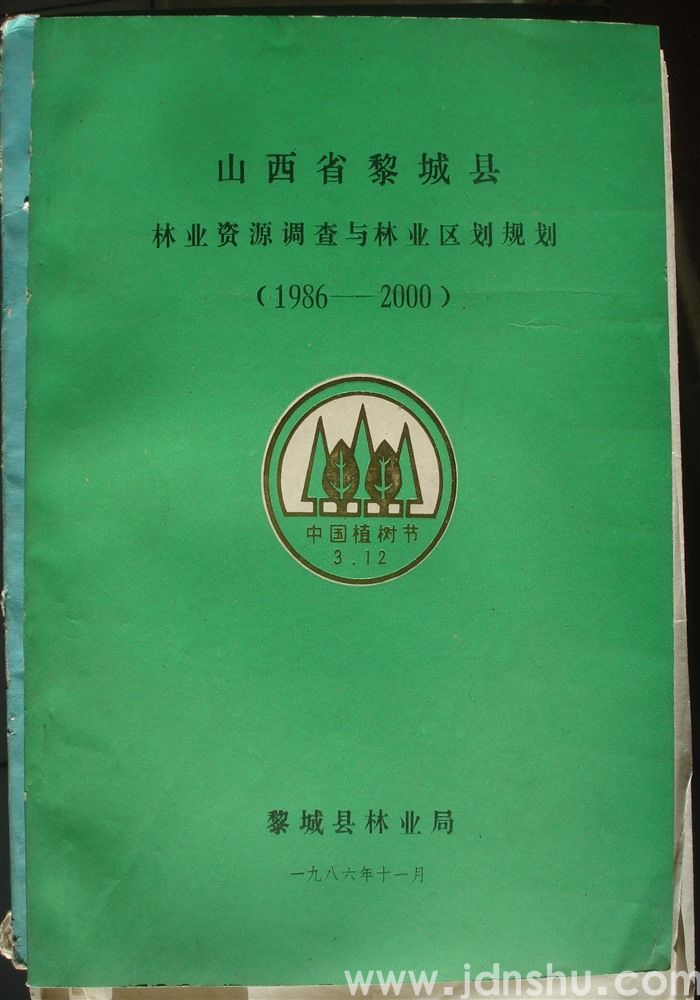 山西省黎城县
林业资源调查与林业区划规划
（1986——2000）
中国植树节
3.12
黎城县林业局
一九八六年十一月
www.jdnshu.com